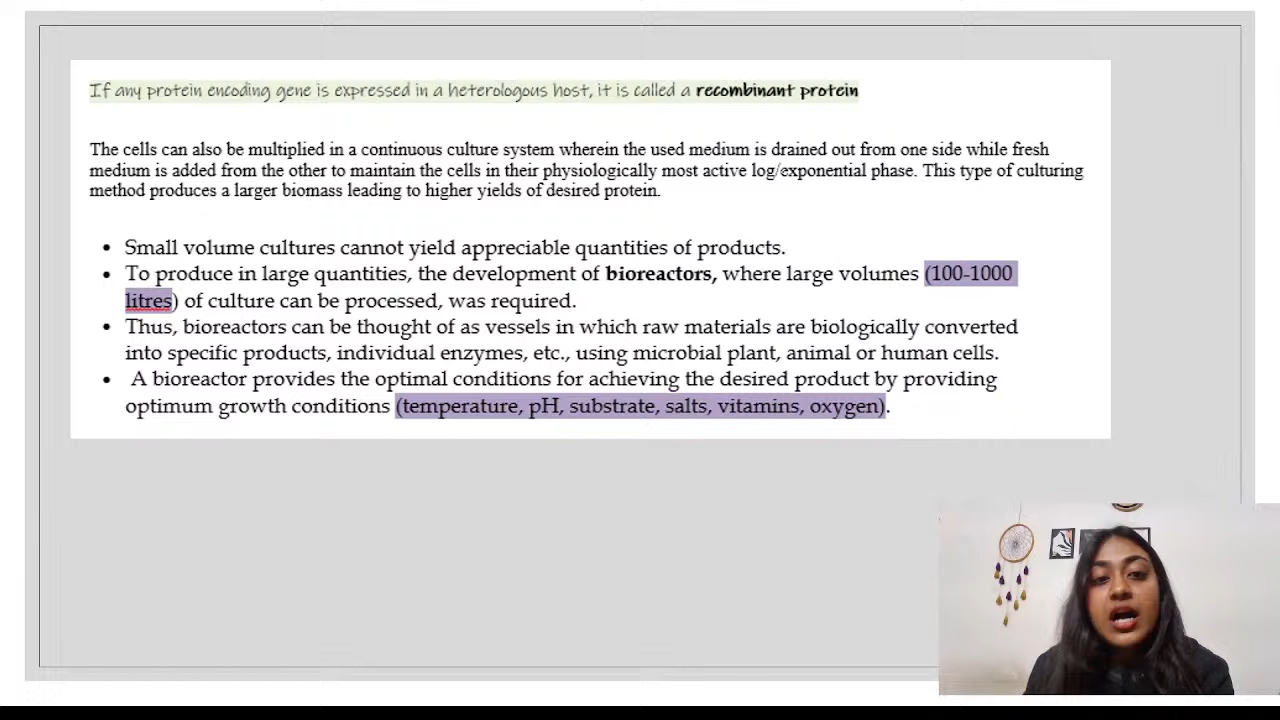 If any protein encoding gene is expressed in a heterologous host, it is called a recombinant protein
The cells can also be multiplied in a continuous culture system wherein the used medium is drained out from one side while fresh
medium is added from the other to maintain the cells in their physiologically most active log/exponential phase. This type of culturing
method produces a larger biomass leading to higher yields of desired protein.
• Small volume cultures cannot yield appreciable quantities of products.
• To produce in large quantities, the development of bioreactors, where large volumes (100-1000
litres) of culture can be processed, was required.
• Thus, bioreactors can be thought of as vessels in which raw materials are biologically converted
into specific products, individual enzymes, etc., using microbial plant, animal or human cells.
• A bioreactor provides the optimal conditions for achieving the desired product by providing
optimum growth conditions (temperature, pH, substrate, salts, vitamins, oxygen).